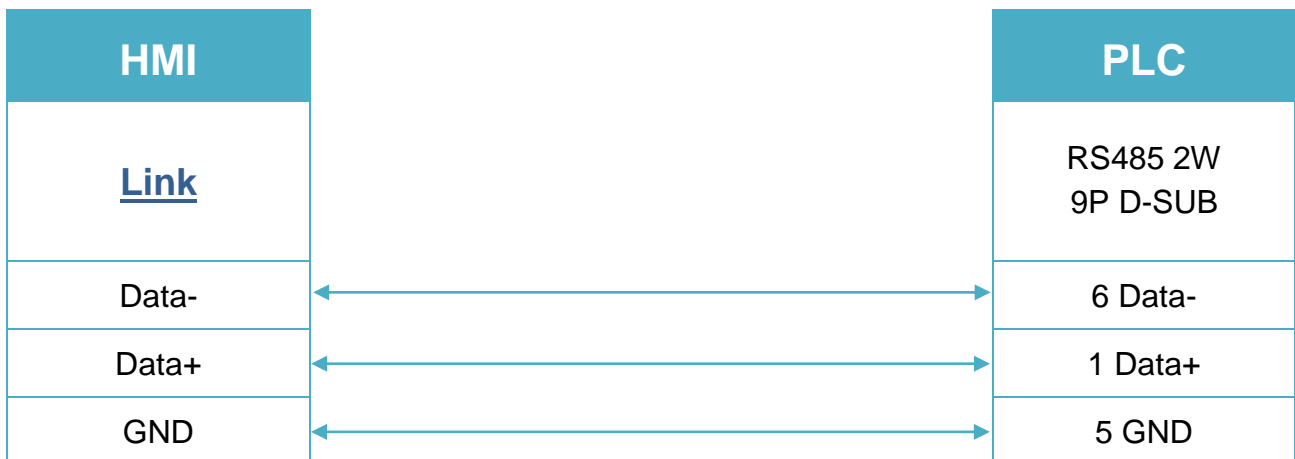 HMI PLC
Link RS485 2W
9P D-SUB
Data- 6 Data-
Data+ 1 Data+
GND 5 GND